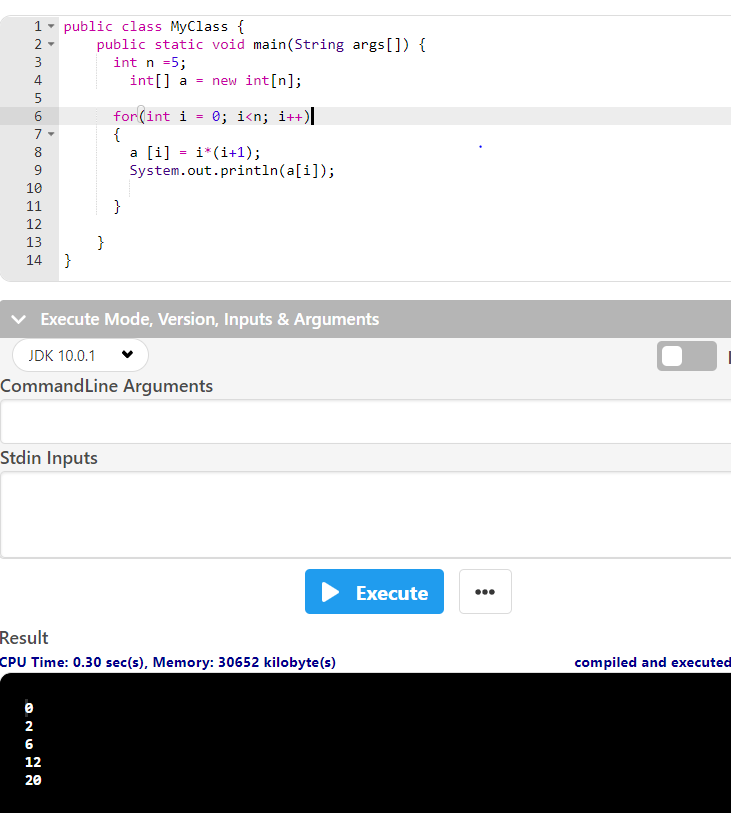 1 public class MyClass {
2 public static void main(String args[]) {
3 int n =5;
4 int[] a = new int[n];
5
6 for(int i = 0; i<n; i++)
7 {
8 a [i] = i*(i+1);
9 System.out.println(a[i]);
10
11 }
12
13 }
14 }
Execute Mode, Version, Inputs & Arguments
JDK 10.0.1
CommandLine Arguments
Stdin Inputs
Execute
Result
CPU Time: 0.30 sec(s), Memory: 30652 kilobyte(s) compiled and executed
0
2
6
12
20